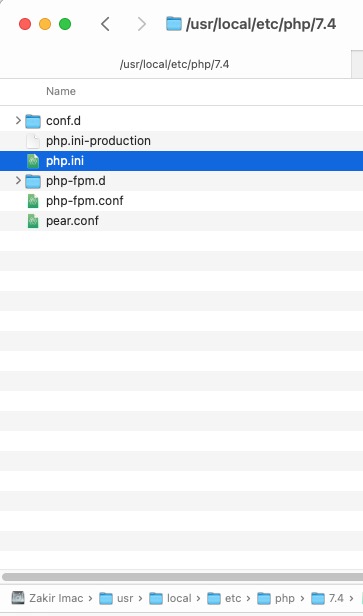 /usr/local/etc/php/7.4
/usr/local/etc/php/7.4
Name
conf.d
php.ini-production
php.ini
php-fpm.d
php-fpm.conf
pear.conf
Zakir Imac › usr › local › etc › php › 7.4 ›